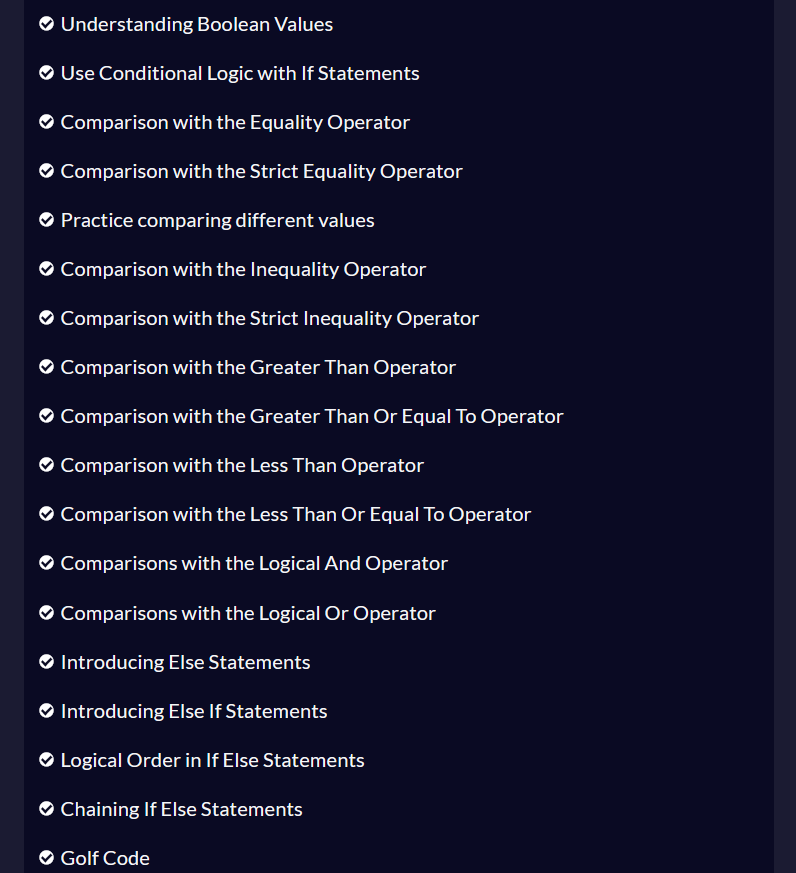 Understanding Boolean Values
Use Conditional Logic with If Statements
Comparison with the Equality Operator
Comparison with the Strict Equality Operator
Practice comparing different values
Comparison with the Inequality Operator
Comparison with the Strict Inequality Operator
Comparison with the Greater Than Operator
Comparison with the Greater Than Or Equal To Operator
Comparison with the Less Than Operator
Comparison with the Less Than Or Equal To Operator
Comparisons with the Logical And Operator
Comparisons with the Logical Or Operator
Introducing Else Statements
Introducing Else If Statements
Logical Order in If Else Statements
Chaining If Else Statements
Golf Code